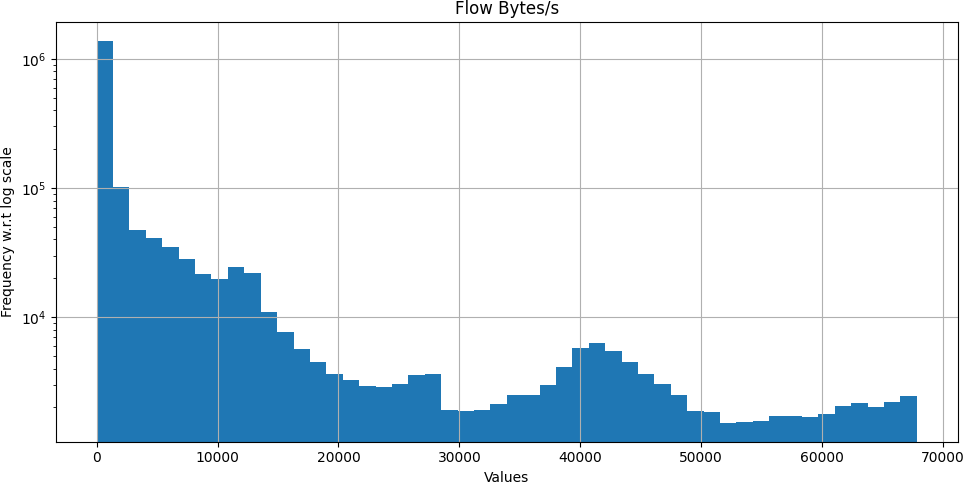 Flow Bytes/s
Frequency w.r.t log scale
10⁶
10⁵
10⁴
0 10000 20000 30000 40000 50000 60000 70000
Values